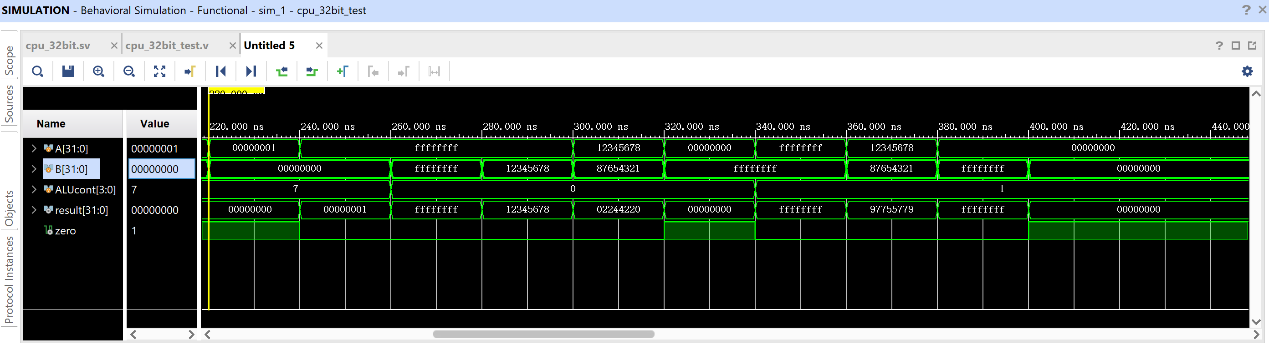 SIMULATION - Behavioral Simulation - Functional - sim_1 - cpu_32bit_test ? ×
Scope
Sources
Objects
Protocol Instances
cpu_32bit.sv × cpu_32bit_test.v × Untitled 5 × ?
220.000 ns
Name Value 220.000 ns 240.000 ns 260.000 ns 280.000 ns 300.000 ns 320.000 ns 340.000 ns 360.000 ns 380.000 ns 400.000 ns 420.000 ns 440.000
A[31:0] 00000001 00000001 ffffffff 12345678 00000000 ffffffff 12345678 00000000
B[31:0] 00000000 00000000 ffffffff 12345678 87654321 ffffffff 87654321 ffffffff 00000000
ALUcont[3:0] 7 7 0 1
result[31:0] 00000000 00000000 00000001 ffffffff 12345678 02244220 00000000 ffffffff 97755779 ffffffff 00000000
zero 1